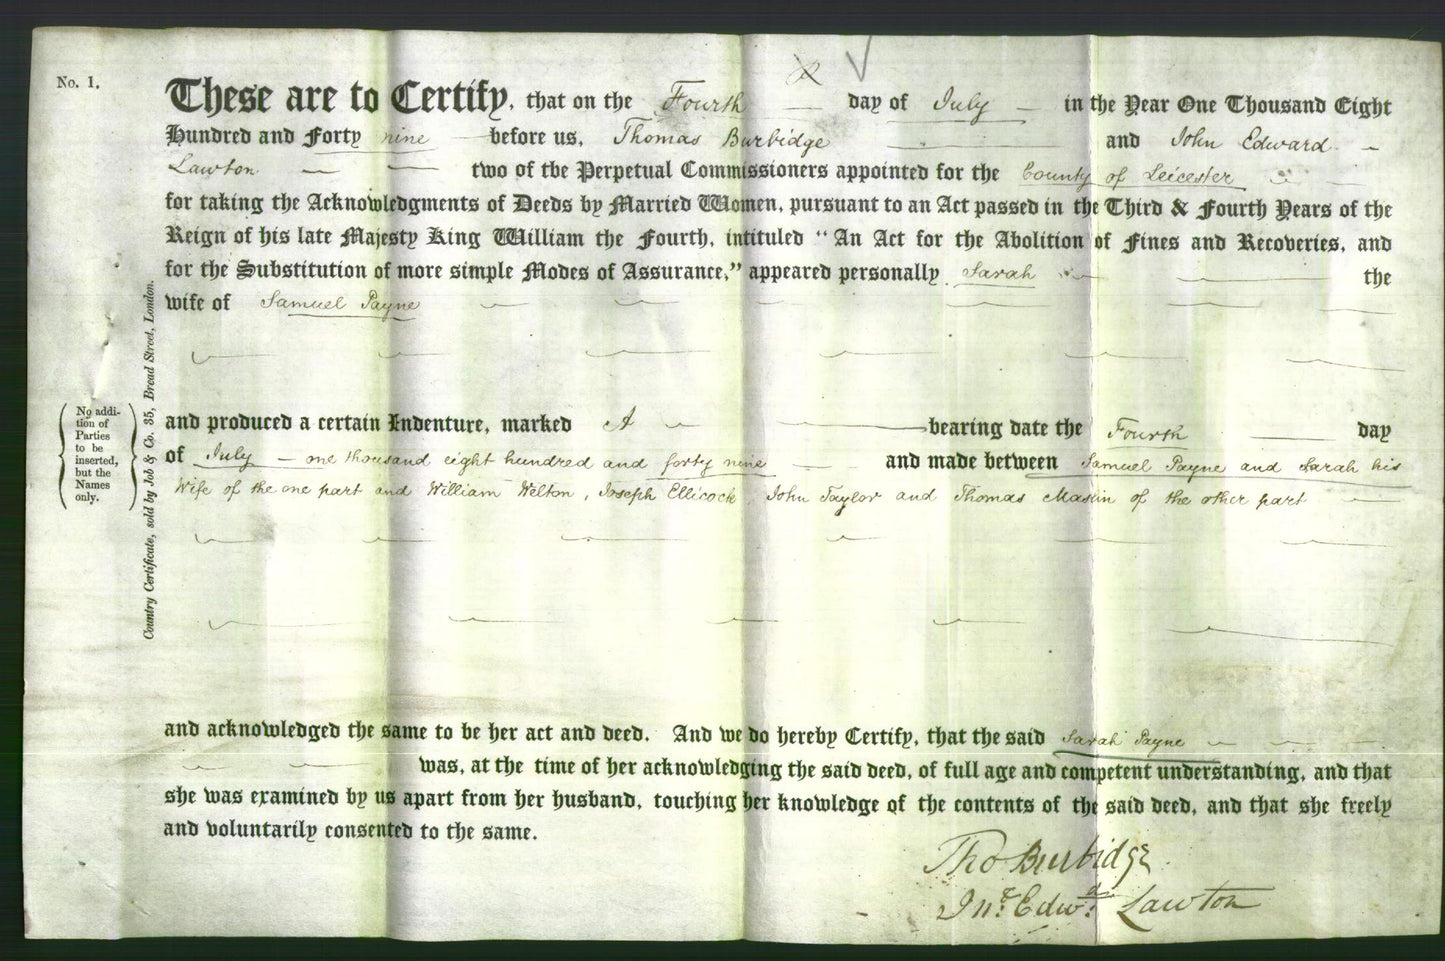 No. 1.
These are to Certify, that on the Fourth day of July in the Year One Thousand Eight
Hundred and Forty nine before us, Thomas Burbidge and John Edward
Lawton two of the Perpetual Commissioners appointed for the County of Leicester
for taking the Acknowledgments of Deeds by Married Women, pursuant to an Act passed in the Third & Fourth Years of the
Reign of his late Majesty King William the Fourth, intituled "An Act for the Abolition of Fines and Recoveries, and
for the Substitution of more simple Modes of Assurance," appeared personally Sarah the
wife of Samuel Payne
and produced a certain Indenture, marked A bearing date the Fourth day
of July one thousand eight hundred and forty nine and made between Samuel Payne and Sarah his
Wife of the one part and William Welton, Joseph Ellicock, John Taylor and Thomas of the other part
No addi-
tion of
Parties
to be
inserted,
but the
Names
only.
Country Certificate, sold by Job & Co. 35, Bread Street, London.
and acknowledged the same to be her act and deed. And we do hereby Certify, that the said Sarah Payne
was, at the time of her acknowledging the said deed, of full age and competent understanding, and that
she was examined by us apart from her husband, touching her knowledge of the contents of the said deed, and that she freely
and voluntarily consented to the same.
Tho Burbidge
Jno. Edwd. Lawton